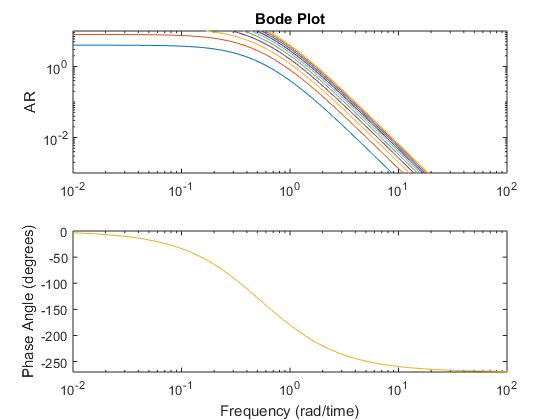 Bode Plot
AR
10^0
10^-2
10^-2 10^-1 10^0 10^1 10^2
Phase Angle (degrees)
0
-50
-100
-150
-200
-250
10^-2 10^-1 10^0 10^1 10^2
Frequency (rad/time)